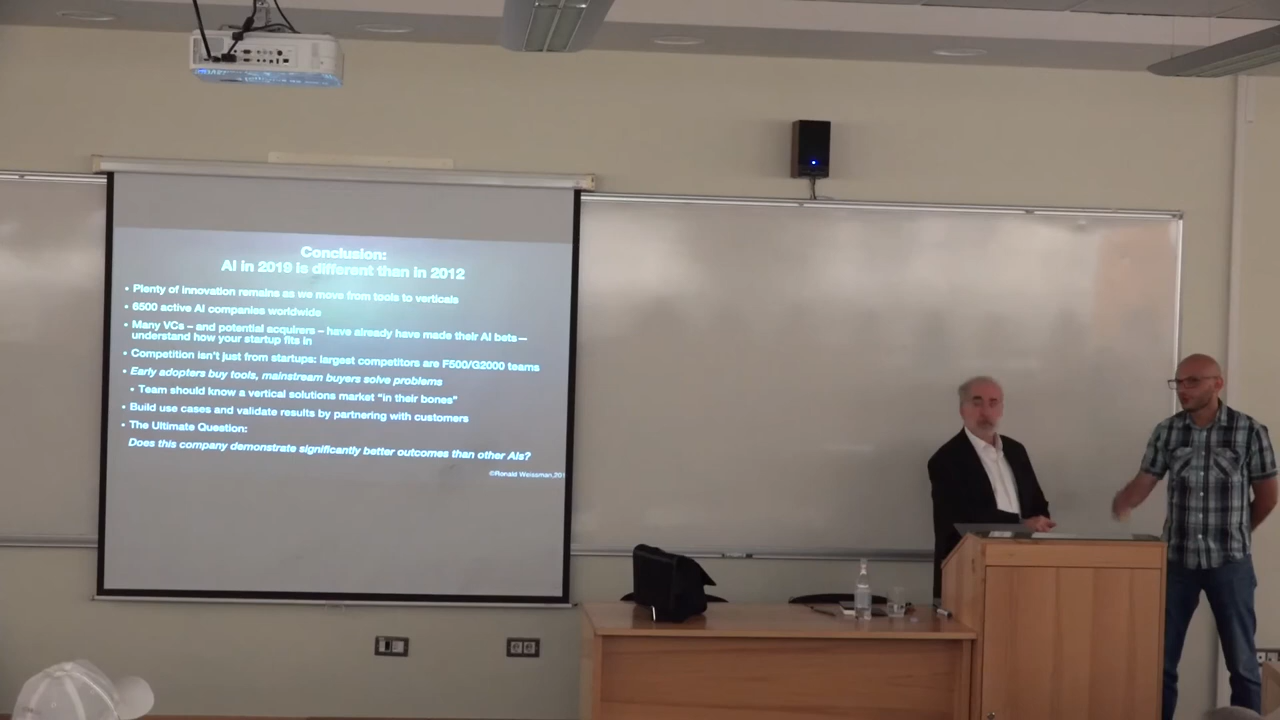 Conclusion:
AI in 2019 is different than in 2012
• Plenty of innovation remains as we move from tools to verticals
• 6500 active AI companies worldwide
• Many VCs – and potential acquirers – have already have made their AI bets—
understand how your startup fits in
• Competition isn't just from startups: largest competitors are F500/G2000 teams
• Early adopters buy tools, mainstream buyers solve problems
• Team should know a vertical solutions market "in their bones"
• Build use cases and validate results by partnering with customers
• The Ultimate Question:
Does this company demonstrate significantly better outcomes than other AIs?
©Ronald Weissman,201